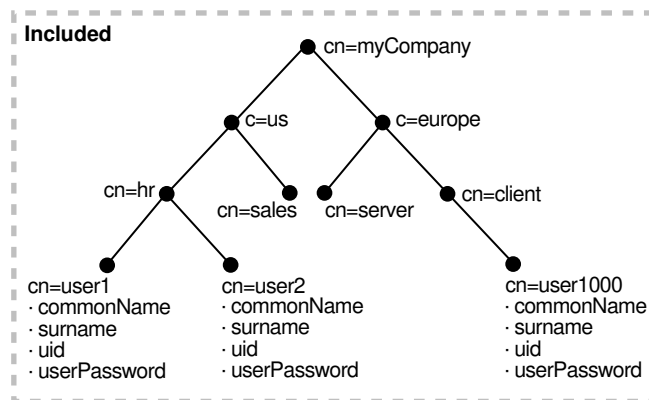 Included
cn=myCompany
c=us
c=europe
cn=hr
cn=sales
cn=server
cn=client
cn=user1
· commonName
· surname
· uid
· userPassword
cn=user2
· commonName
· surname
· uid
· userPassword
cn=user1000
· commonName
· surname
· uid
· userPassword